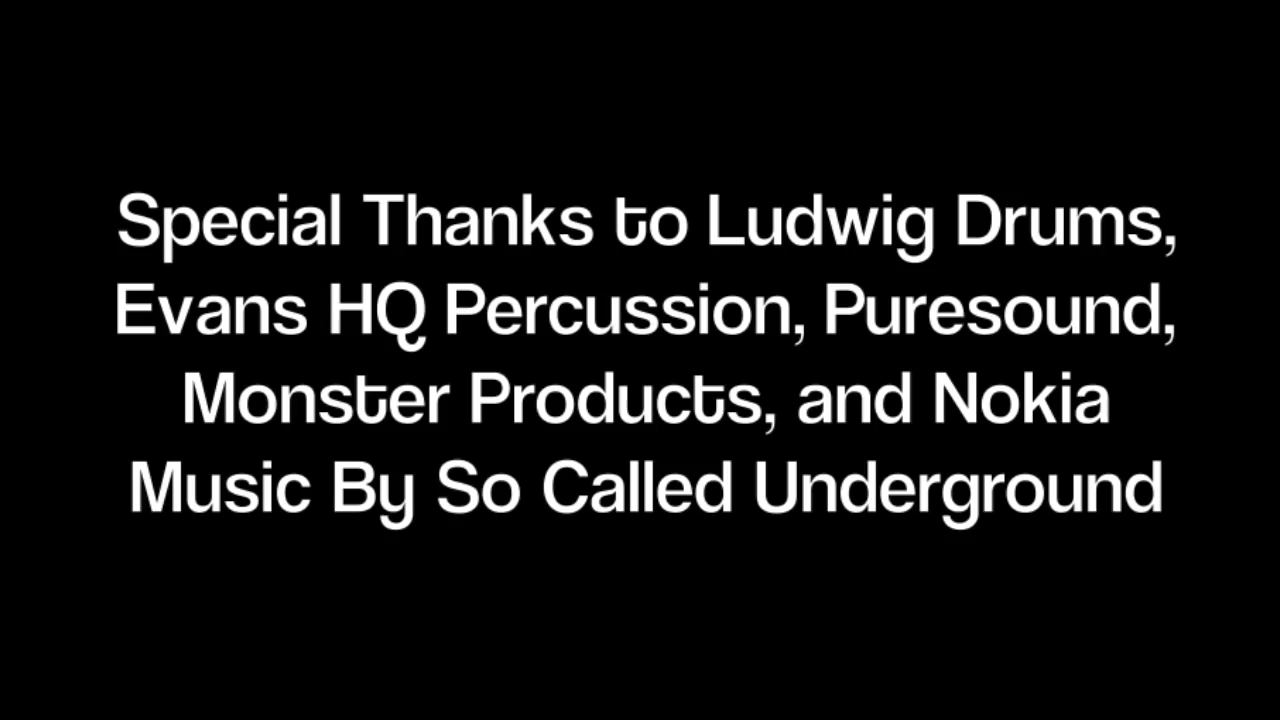 Special Thanks to Ludwig Drums,
Evans HQ Percussion, Puresound,
Monster Products, and Nokia
Music By So Called Underground